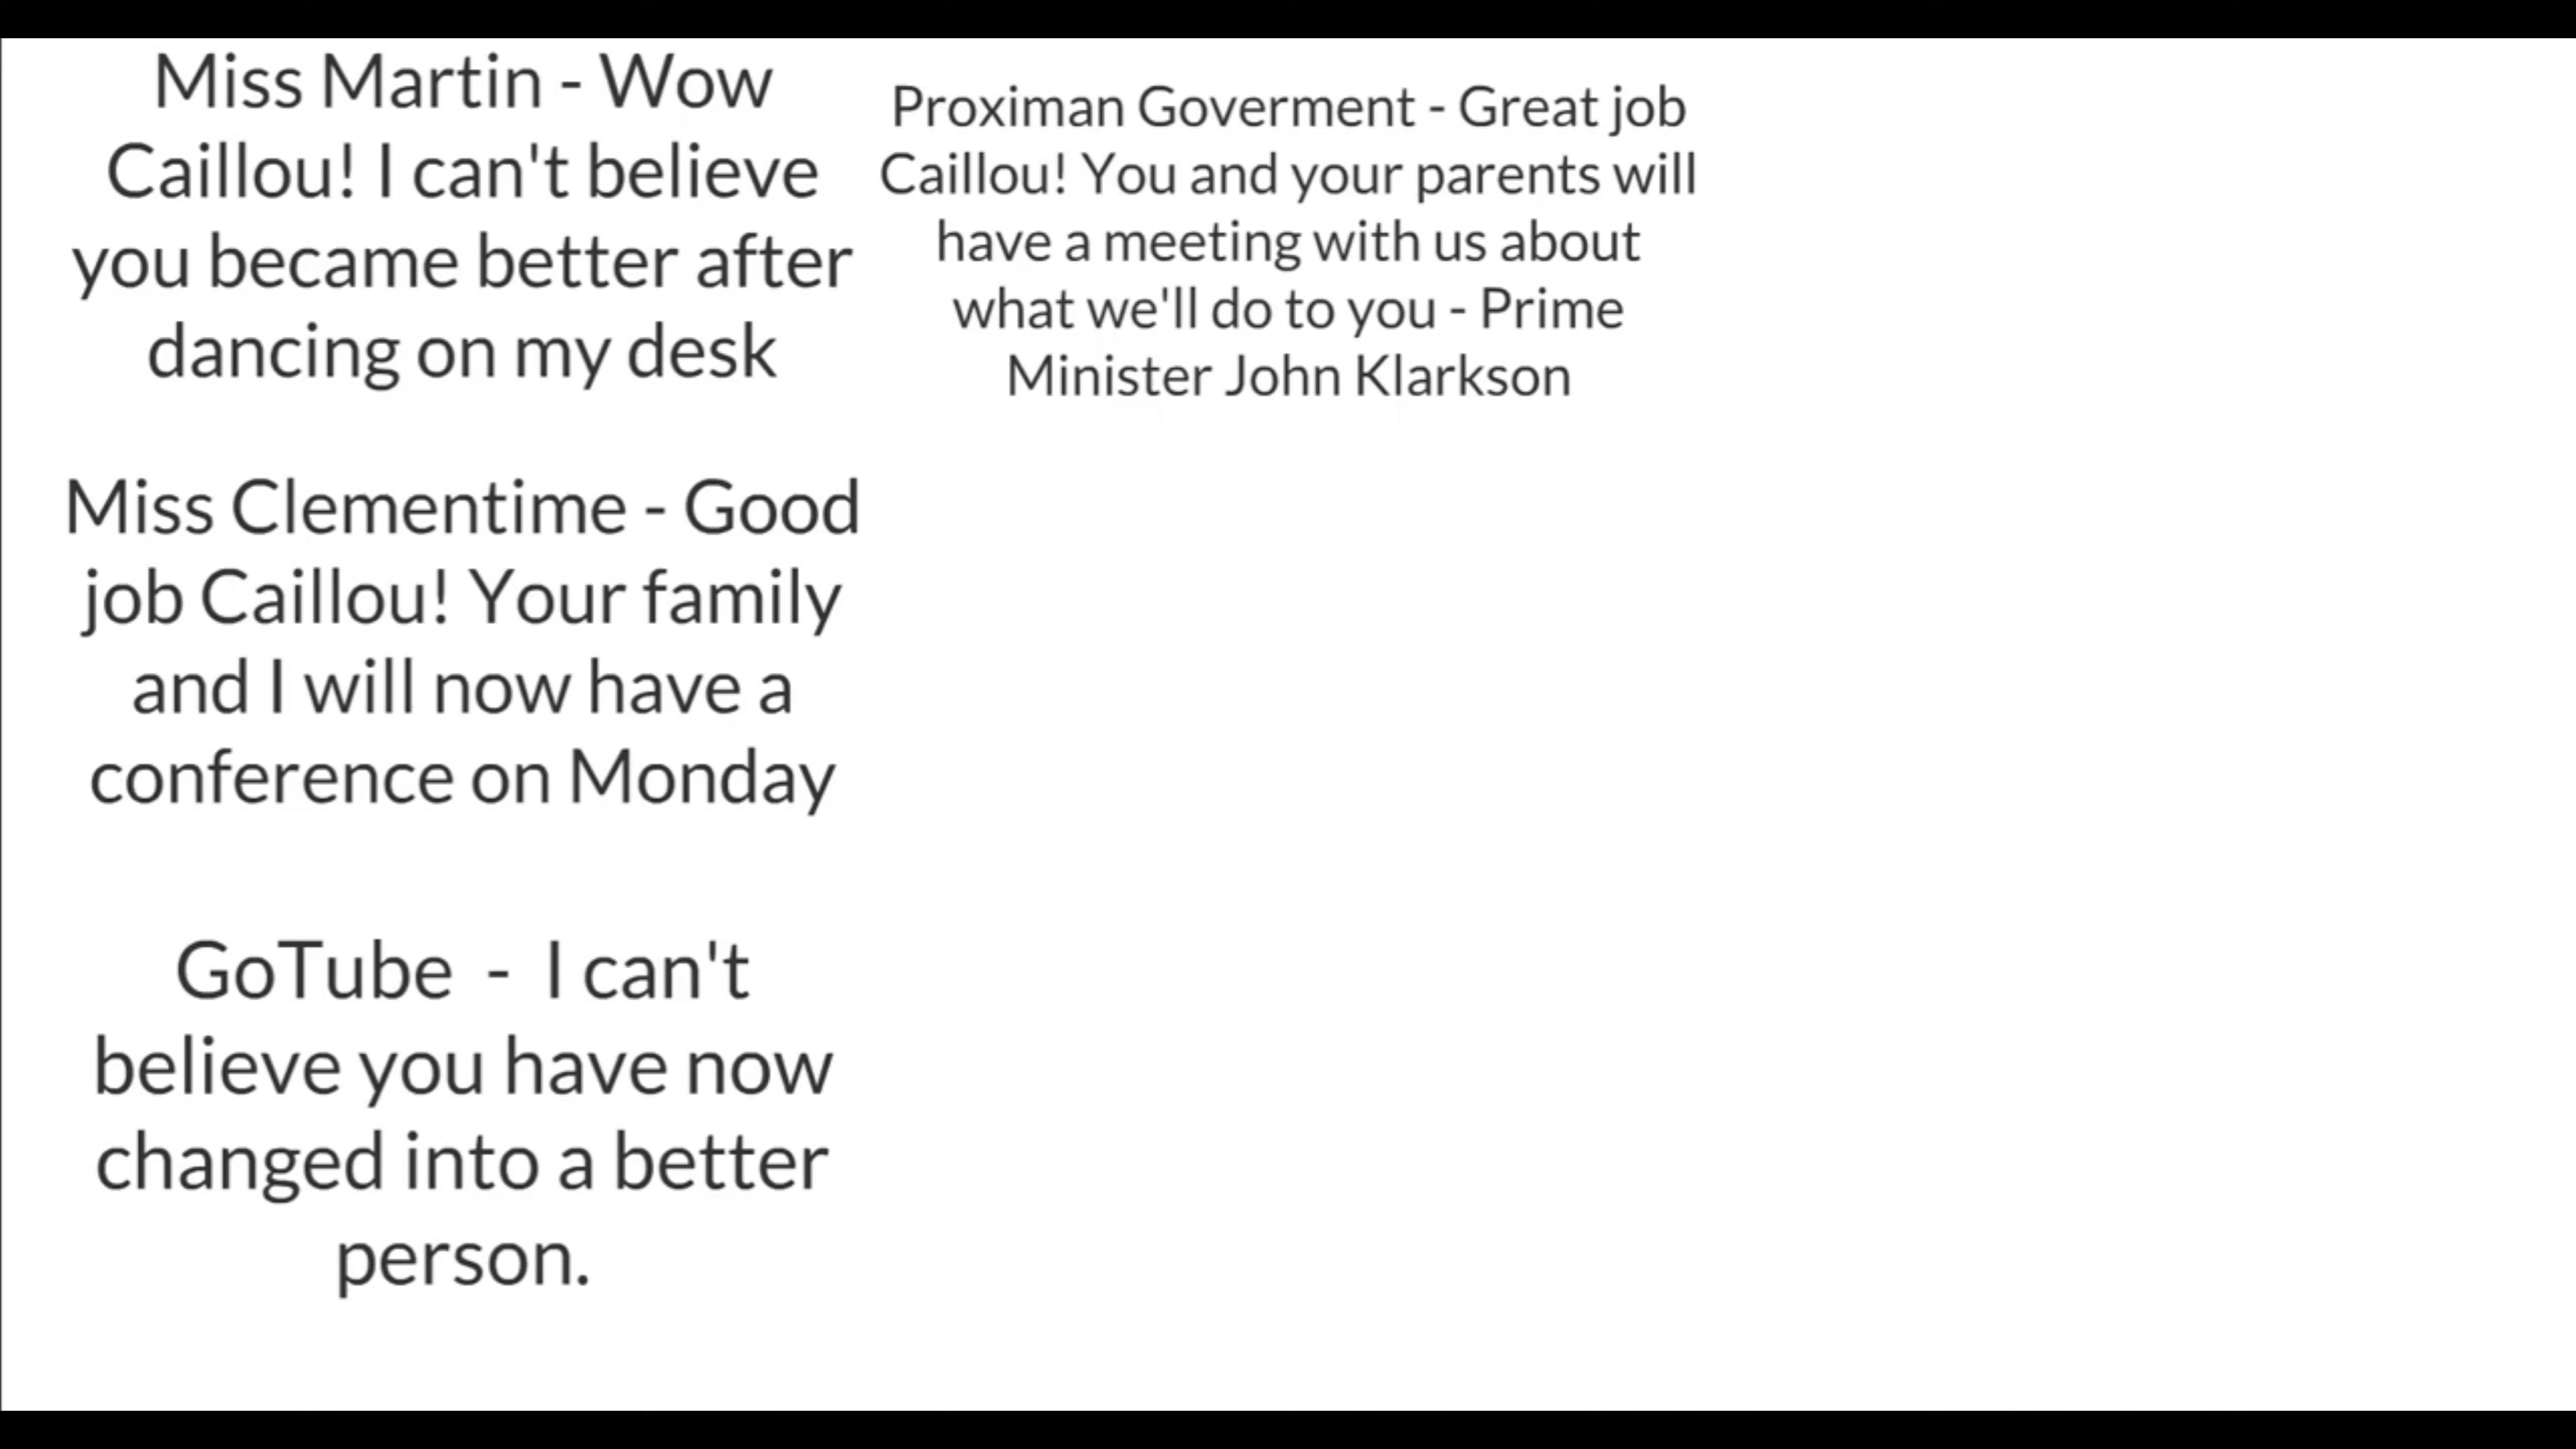 Miss Martin - Wow
Caillou! I can't believe
you became better after
dancing on my desk
Miss Clementime - Good
job Caillou! Your family
and I will now have a
conference on Monday
GoTube - I can't
believe you have now
changed into a better
person.
Proximan Goverment - Great job
Caillou! You and your parents will
have a meeting with us about
what we'll do to you - Prime
Minister John Klarkson